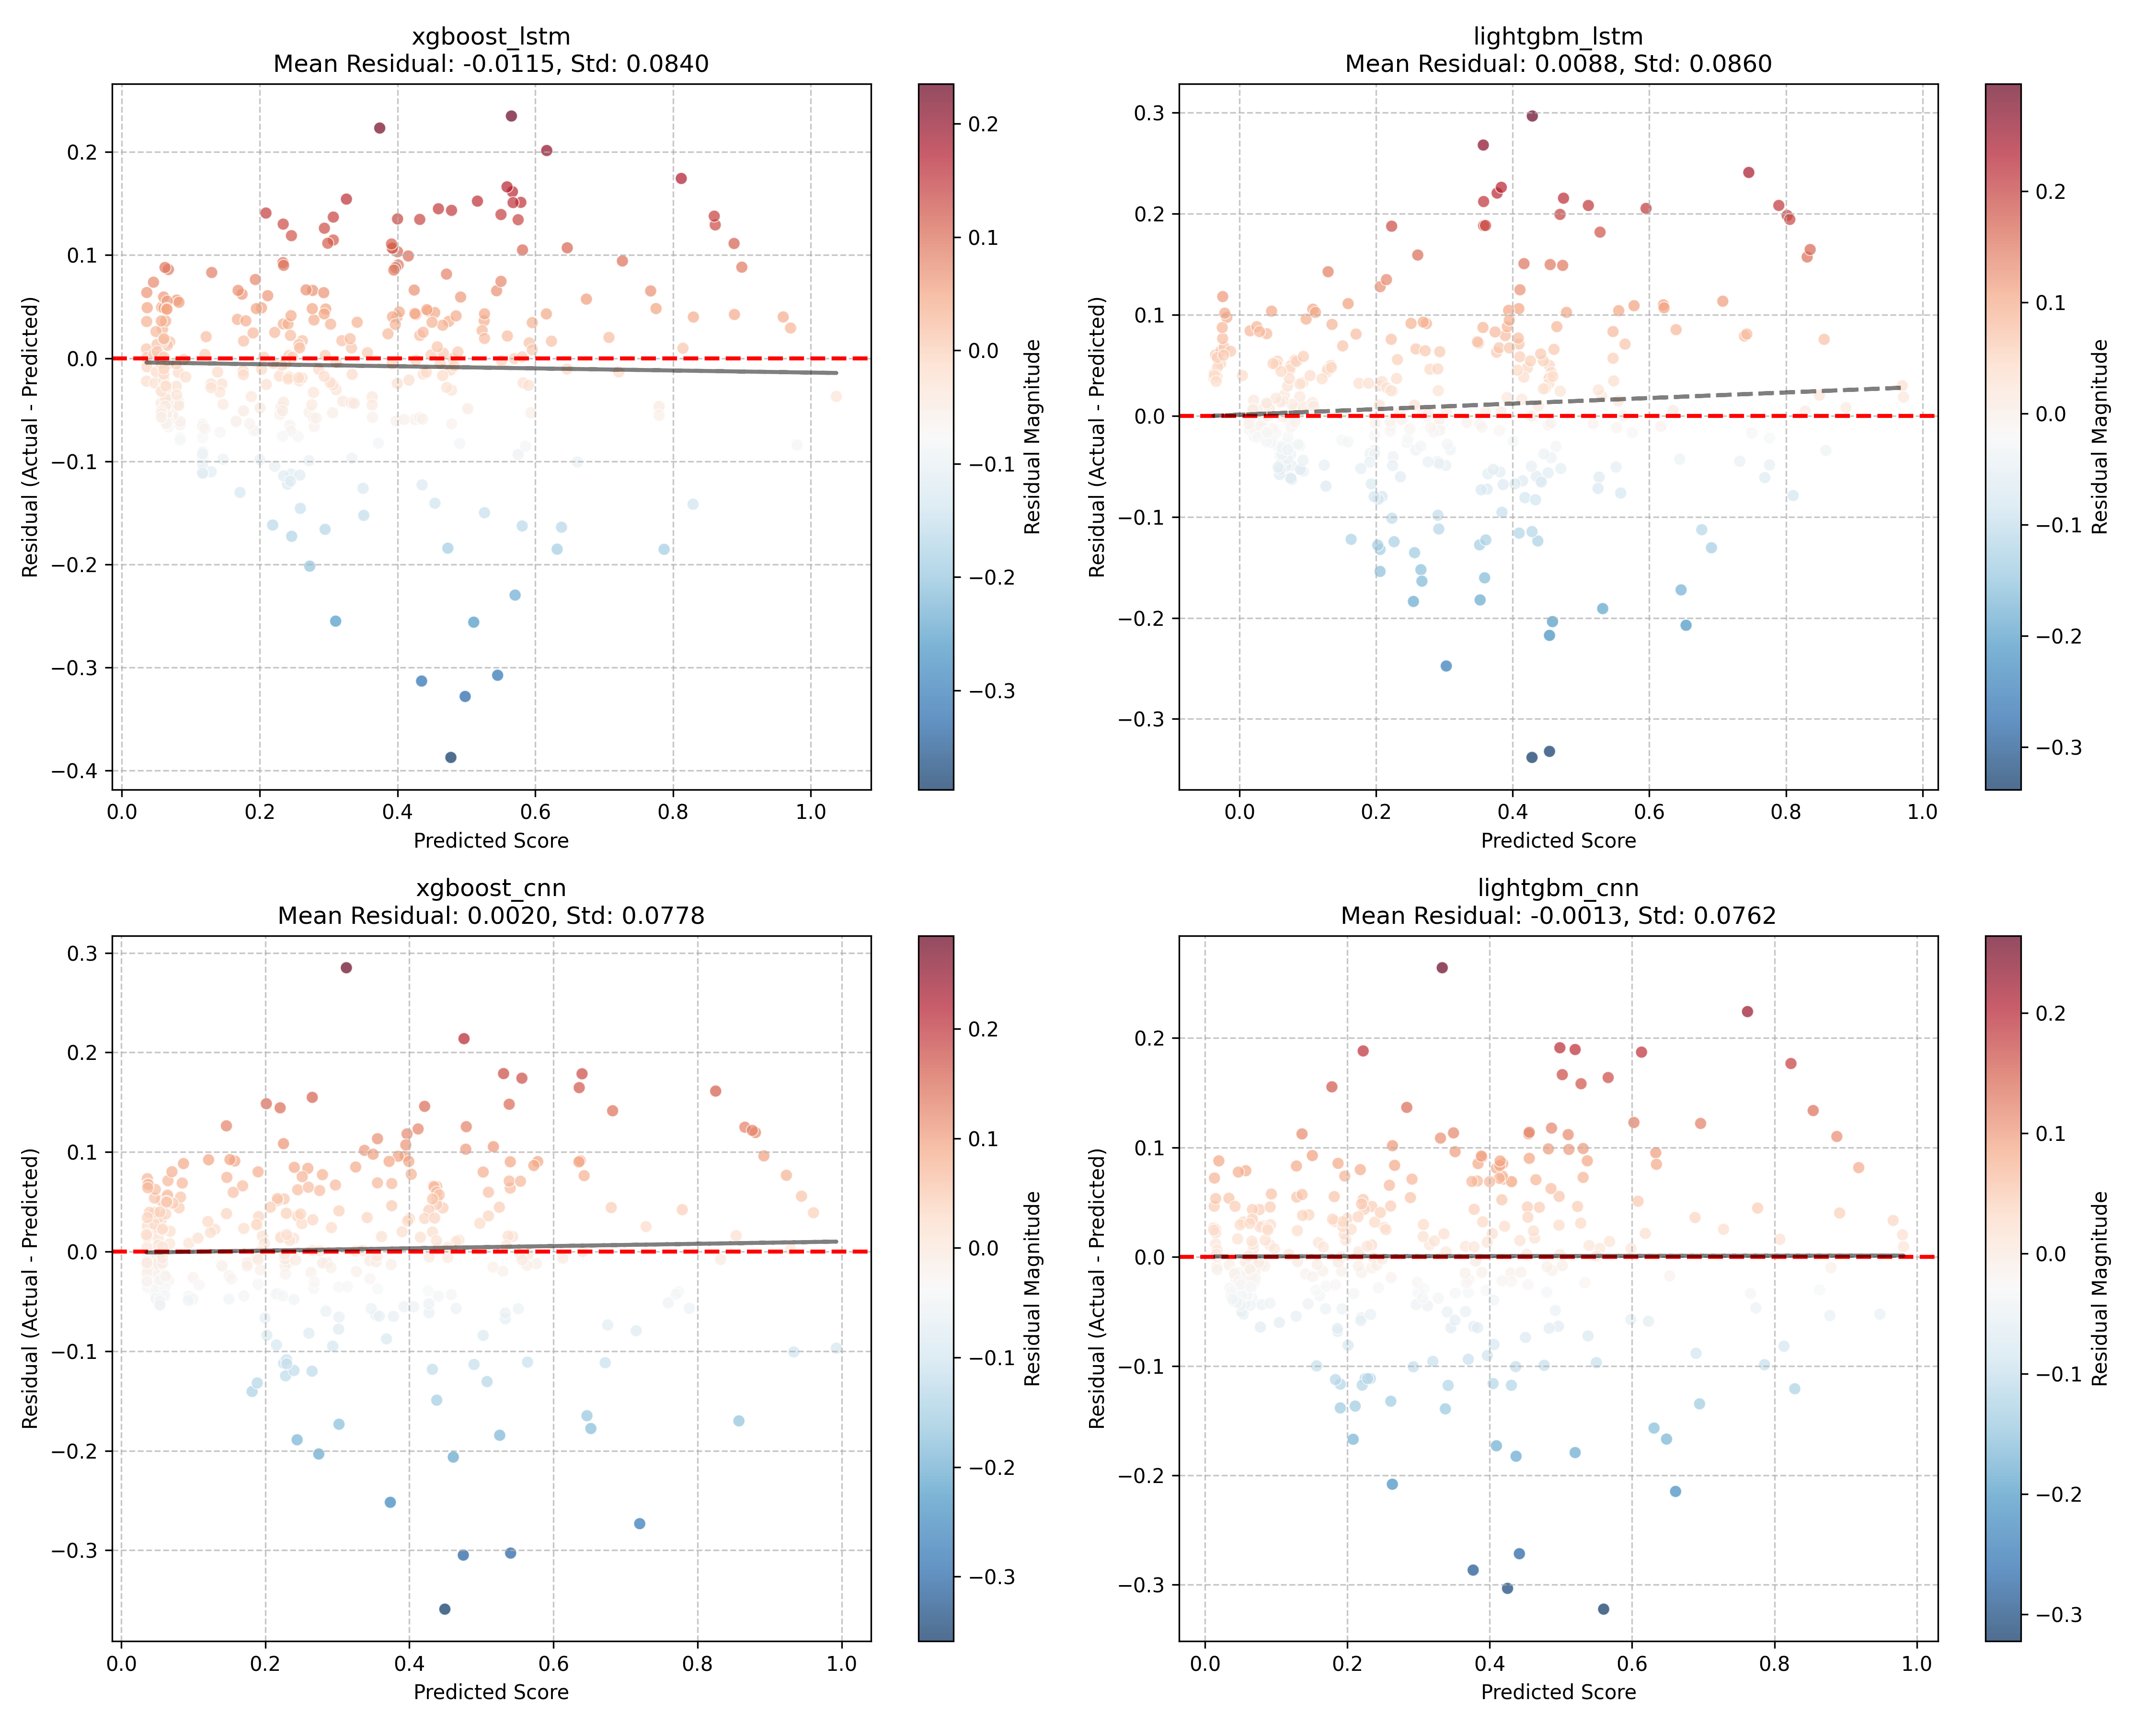 xgboost_lstm
Mean Residual: -0.0115, Std: 0.0840
0.2
0.1
0.0
−0.1
−0.2
−0.3
−0.4
0.0 0.2 0.4 0.6 0.8 1.0
Predicted Score
Residual (Actual - Predicted)
0.2
0.1
0.0
−0.1
−0.2
−0.3
Residual Magnitude
lightgbm_lstm
Mean Residual: 0.0088, Std: 0.0860
0.3
0.2
0.1
0.0
−0.1
−0.2
−0.3
0.0 0.2 0.4 0.6 0.8 1.0
Predicted Score
Residual (Actual - Predicted)
0.2
0.1
0.0
−0.1
−0.2
−0.3
Residual Magnitude
xgboost_cnn
Mean Residual: 0.0020, Std: 0.0778
0.3
0.2
0.1
0.0
−0.1
−0.2
−0.3
0.0 0.2 0.4 0.6 0.8 1.0
Predicted Score
Residual (Actual - Predicted)
0.2
0.1
0.0
−0.1
−0.2
−0.3
Residual Magnitude
lightgbm_cnn
Mean Residual: -0.0013, Std: 0.0762
0.2
0.1
0.0
−0.1
−0.2
−0.3
0.0 0.2 0.4 0.6 0.8 1.0
Predicted Score
Residual (Actual - Predicted)
0.2
0.1
0.0
−0.1
−0.2
−0.3
Residual Magnitude